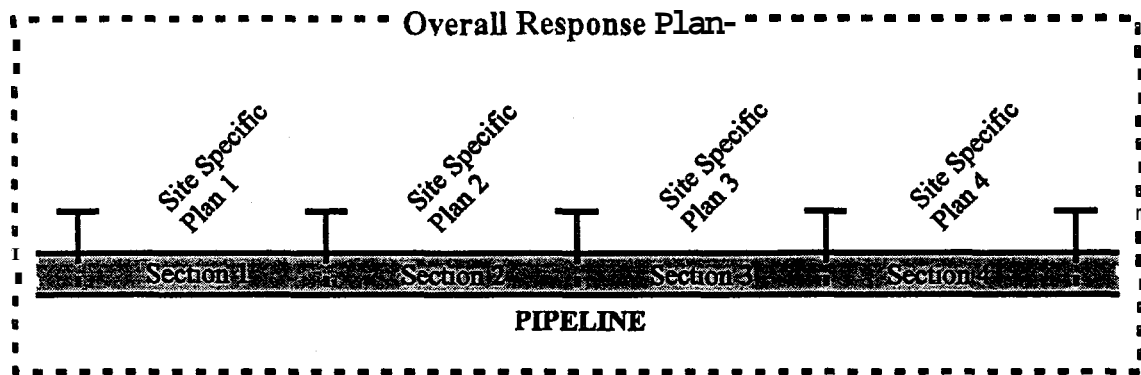 Overall Response Plan-
Site Specific
Plan 1
Site Specific
Plan 2
Site Specific
Plan 3
Site Specific
Plan 4
Section 1
Section 2
Section 3
Section 4
PIPELINE